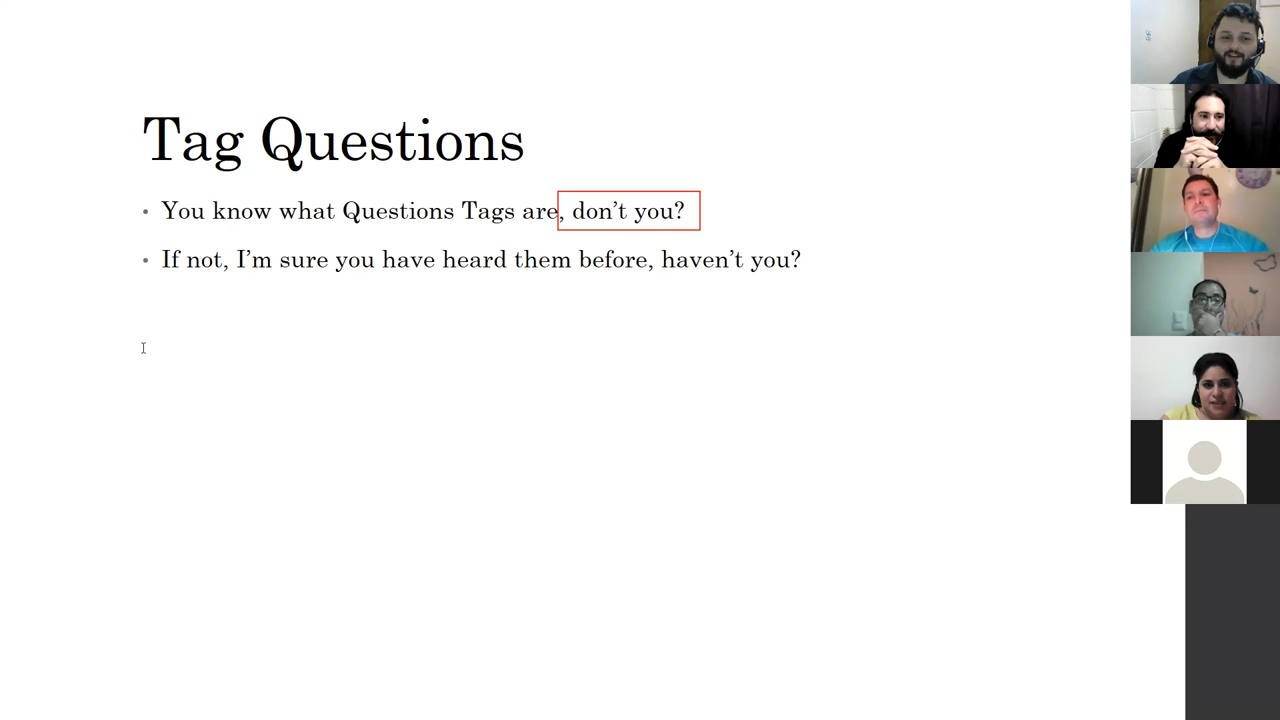 Tag Questions
You know what Questions Tags are, don’t you?
If not, I’m sure you have heard them before, haven’t you?